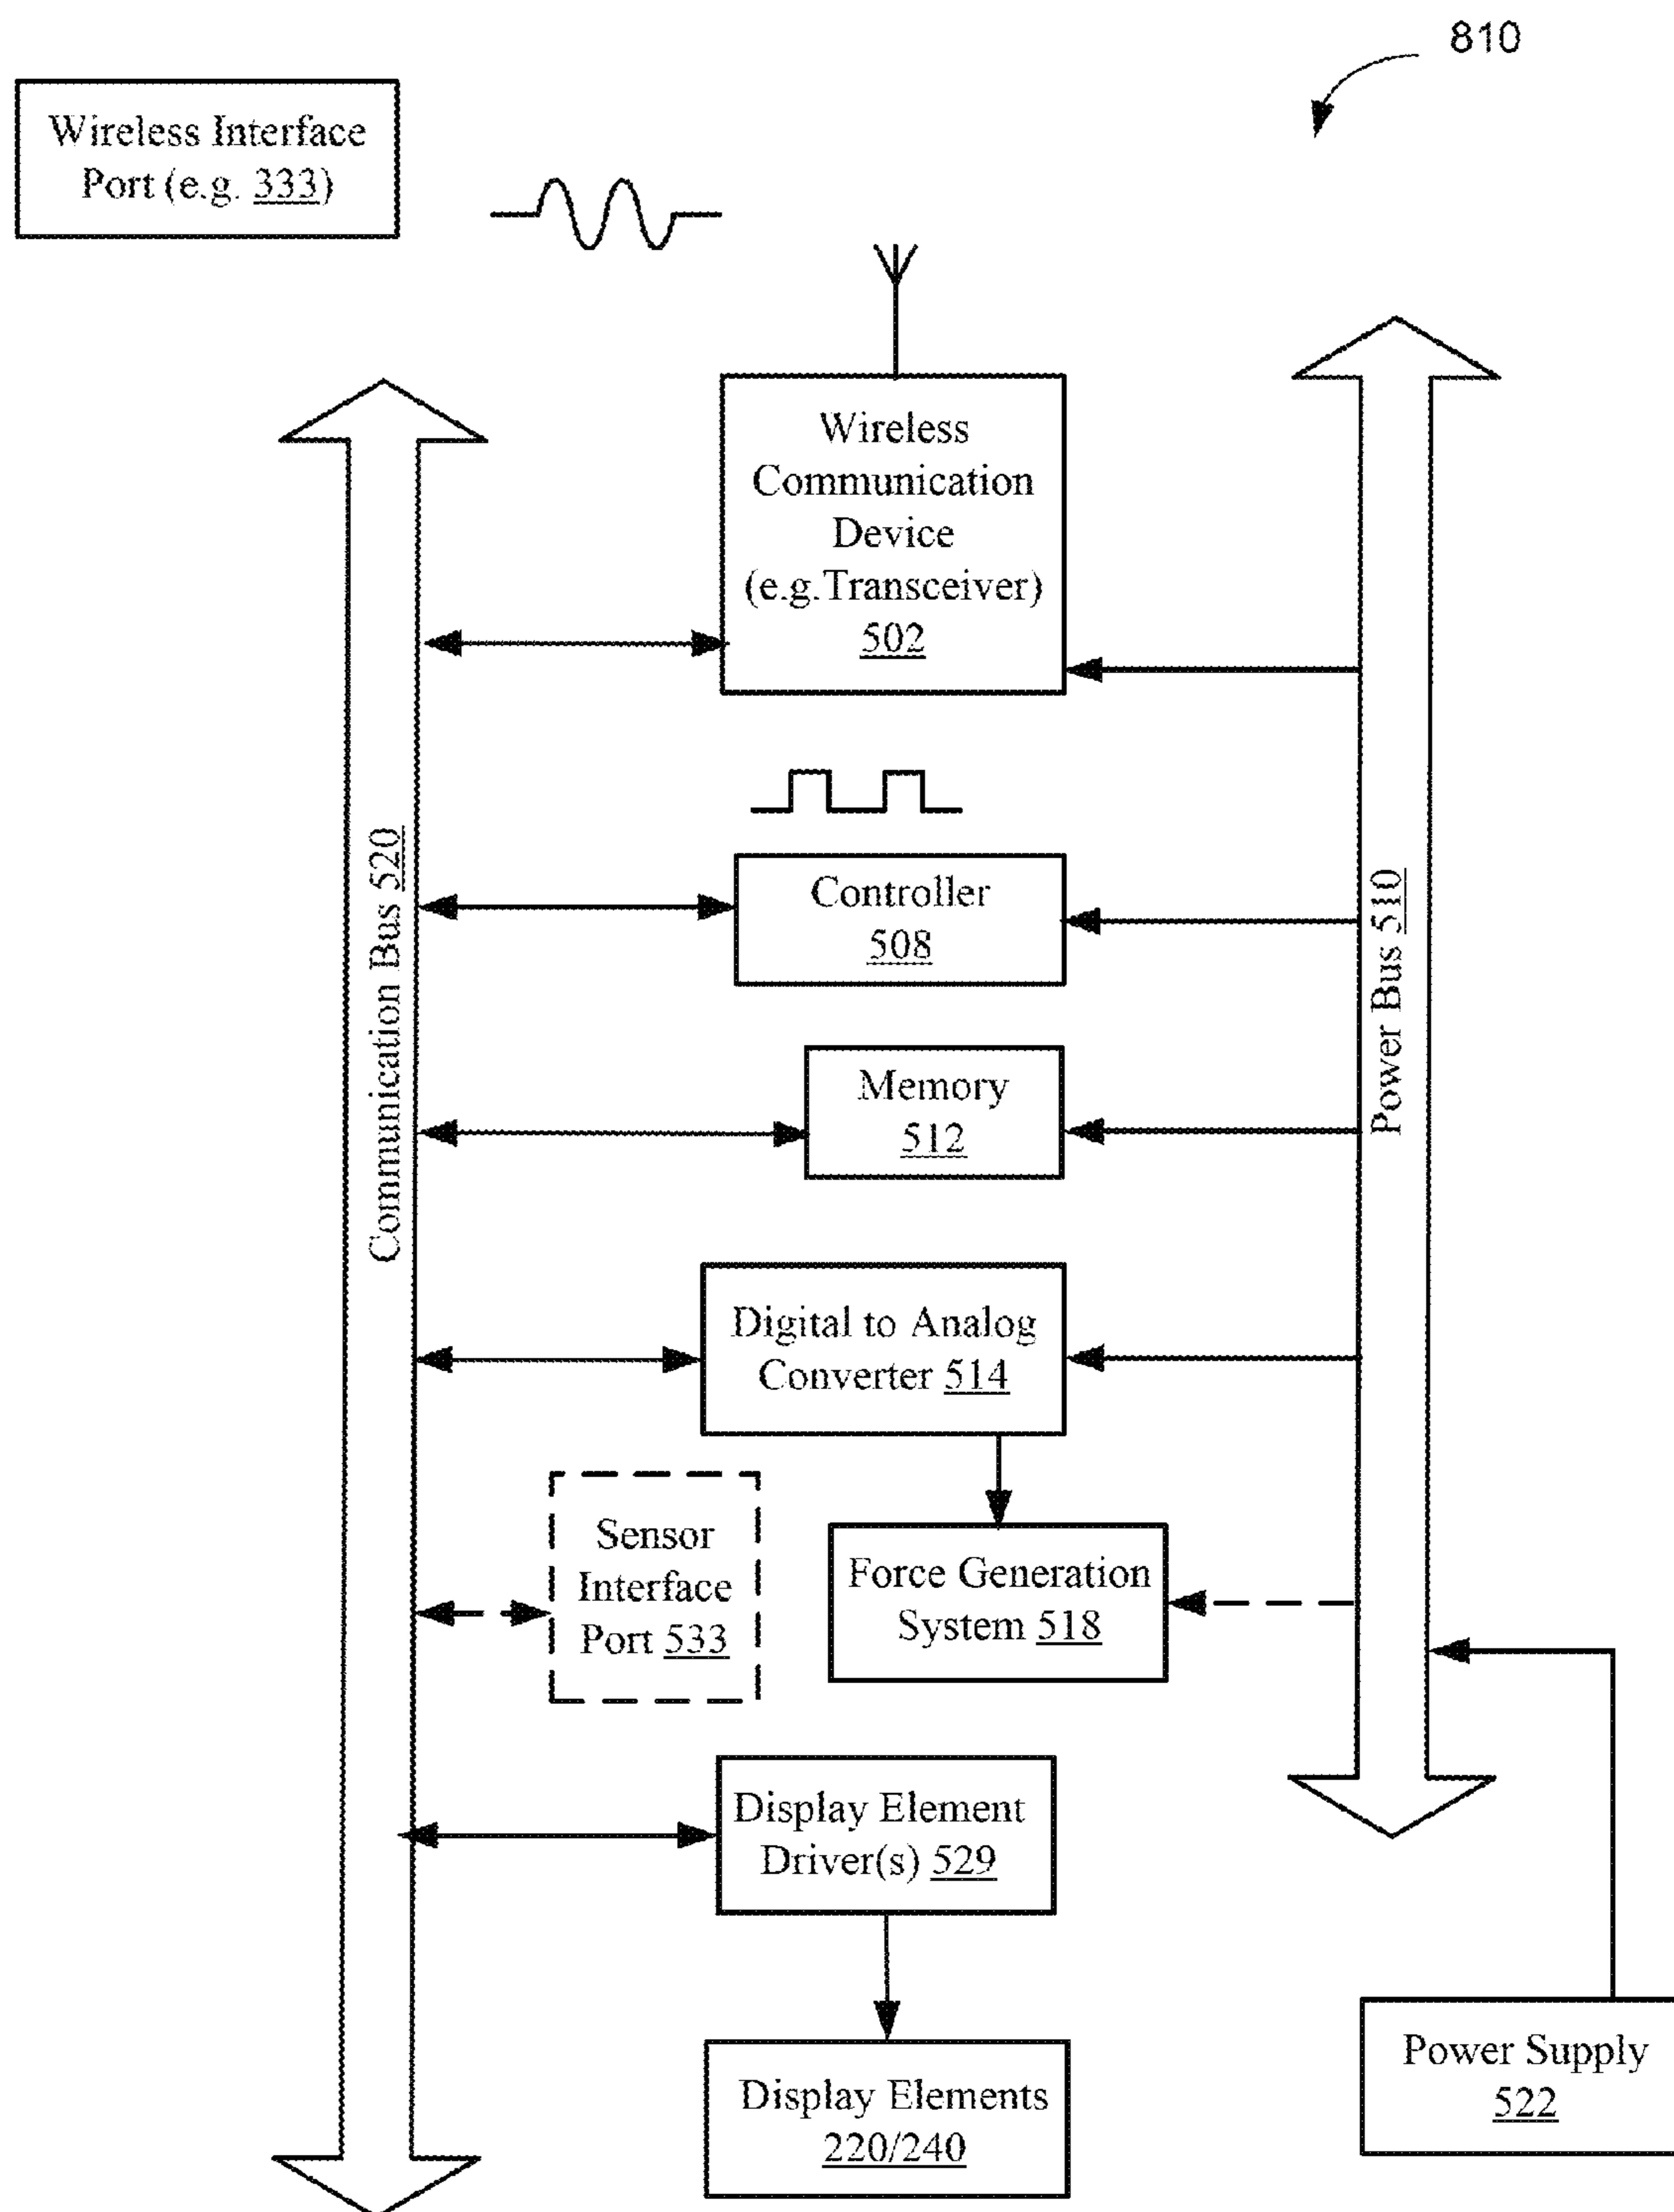 810
Wireless Interface
Port (e.g. 333)
Wireless
Communication
Device
(e.g.Transceiver)
502
Communication Bus 520
Power Bus 510
Controller
508
Memory
512
Digital to Analog
Converter 514
Sensor
Interface
Port 533
Force Generation
System 518
Display Element
Driver(s) 529
Display Elements
220/240
Power Supply
522